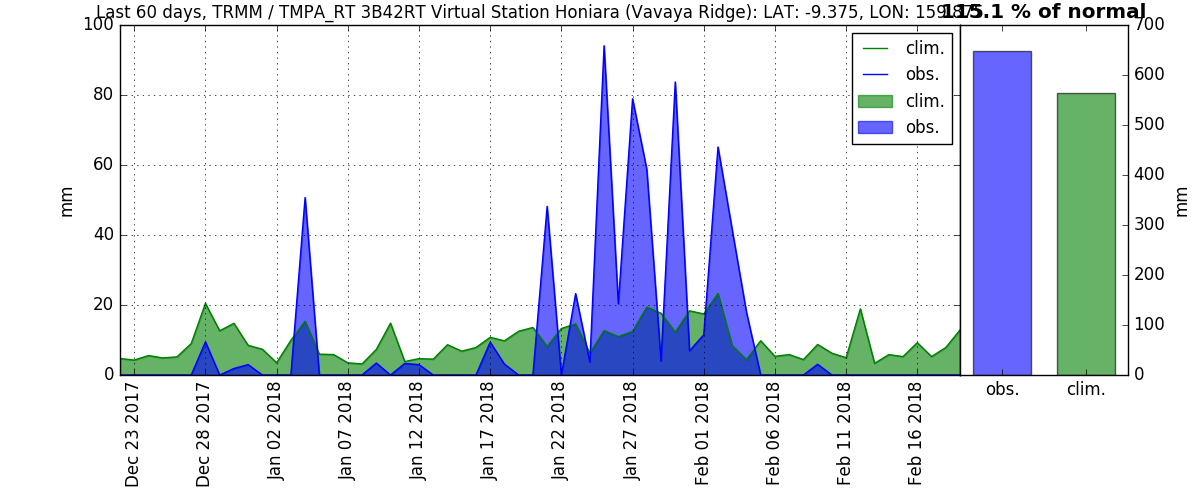 Last 60 days, TRMM / TMPA_RT 3B42RT Virtual Station Honiara (Vavaya Ridge): LAT: -9.375, LON: 159.875
115.1 % of normal
clim.
obs.
clim.
obs.
100
80
60
40
20
0
mm
700
600
500
400
300
200
100
0
mm
Dec 23 2017
Dec 28 2017
Jan 02 2018
Jan 07 2018
Jan 12 2018
Jan 17 2018
Jan 22 2018
Jan 27 2018
Feb 01 2018
Feb 06 2018
Feb 11 2018
Feb 16 2018
obs.
clim.